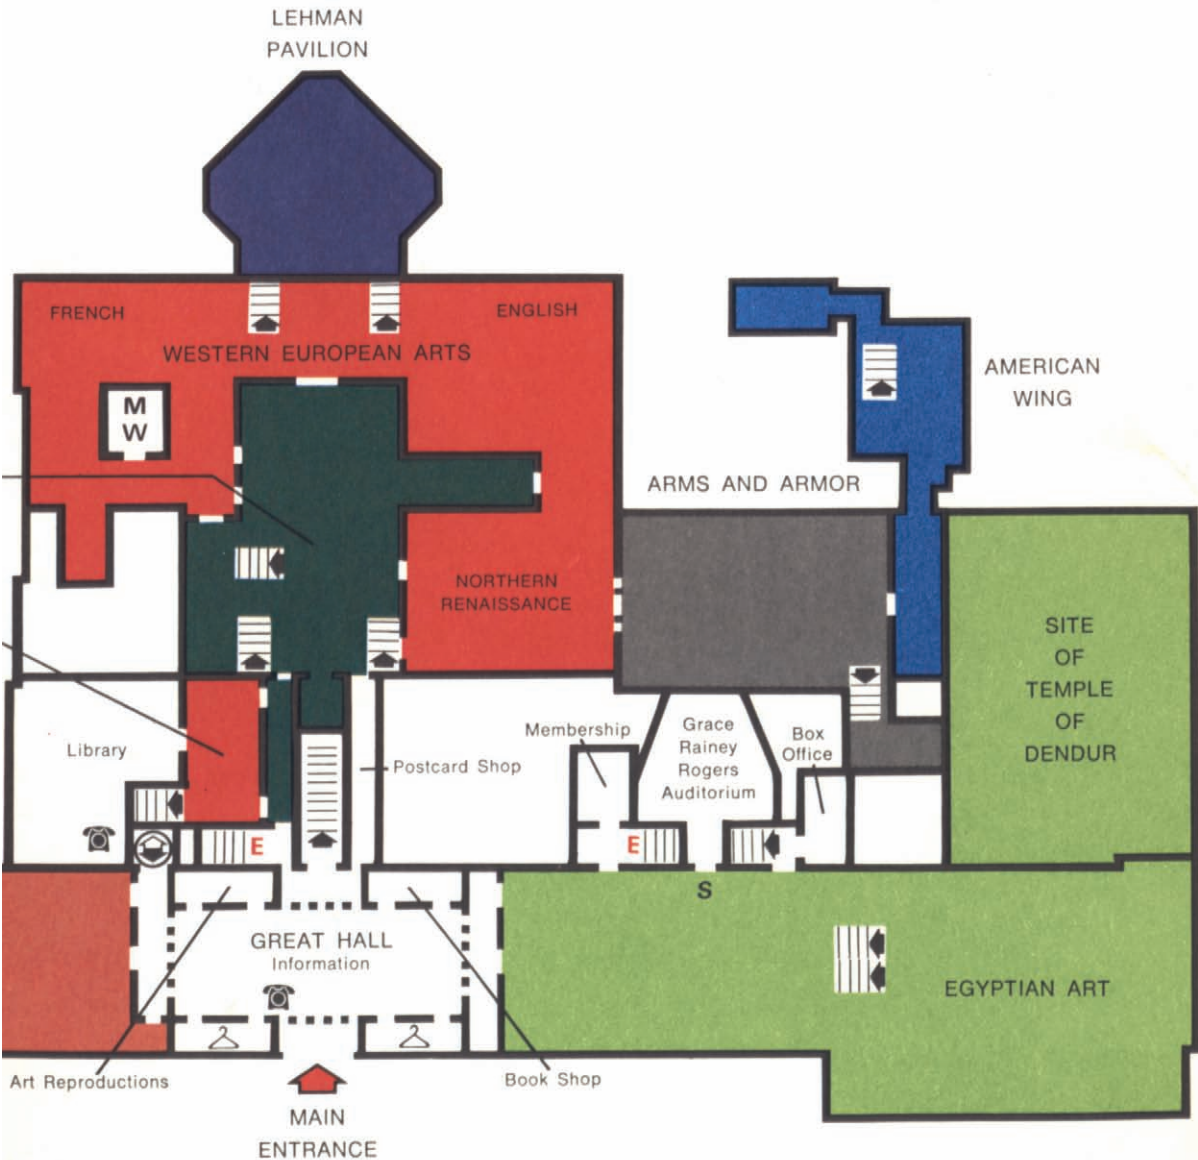 LEHMAN
PAVILION
FRENCH
ENGLISH
WESTERN EUROPEAN ARTS
M
W
AMERICAN
WING
ARMS AND ARMOR
NORTHERN
RENAISSANCE
SITE
OF
TEMPLE
OF
DENDUR
Library
Postcard Shop
Membership
Grace
Rainey
Rogers
Auditorium
Box
Office
E
E
S
GREAT HALL
Information
EGYPTIAN ART
Art Reproductions
Book Shop
MAIN
ENTRANCE